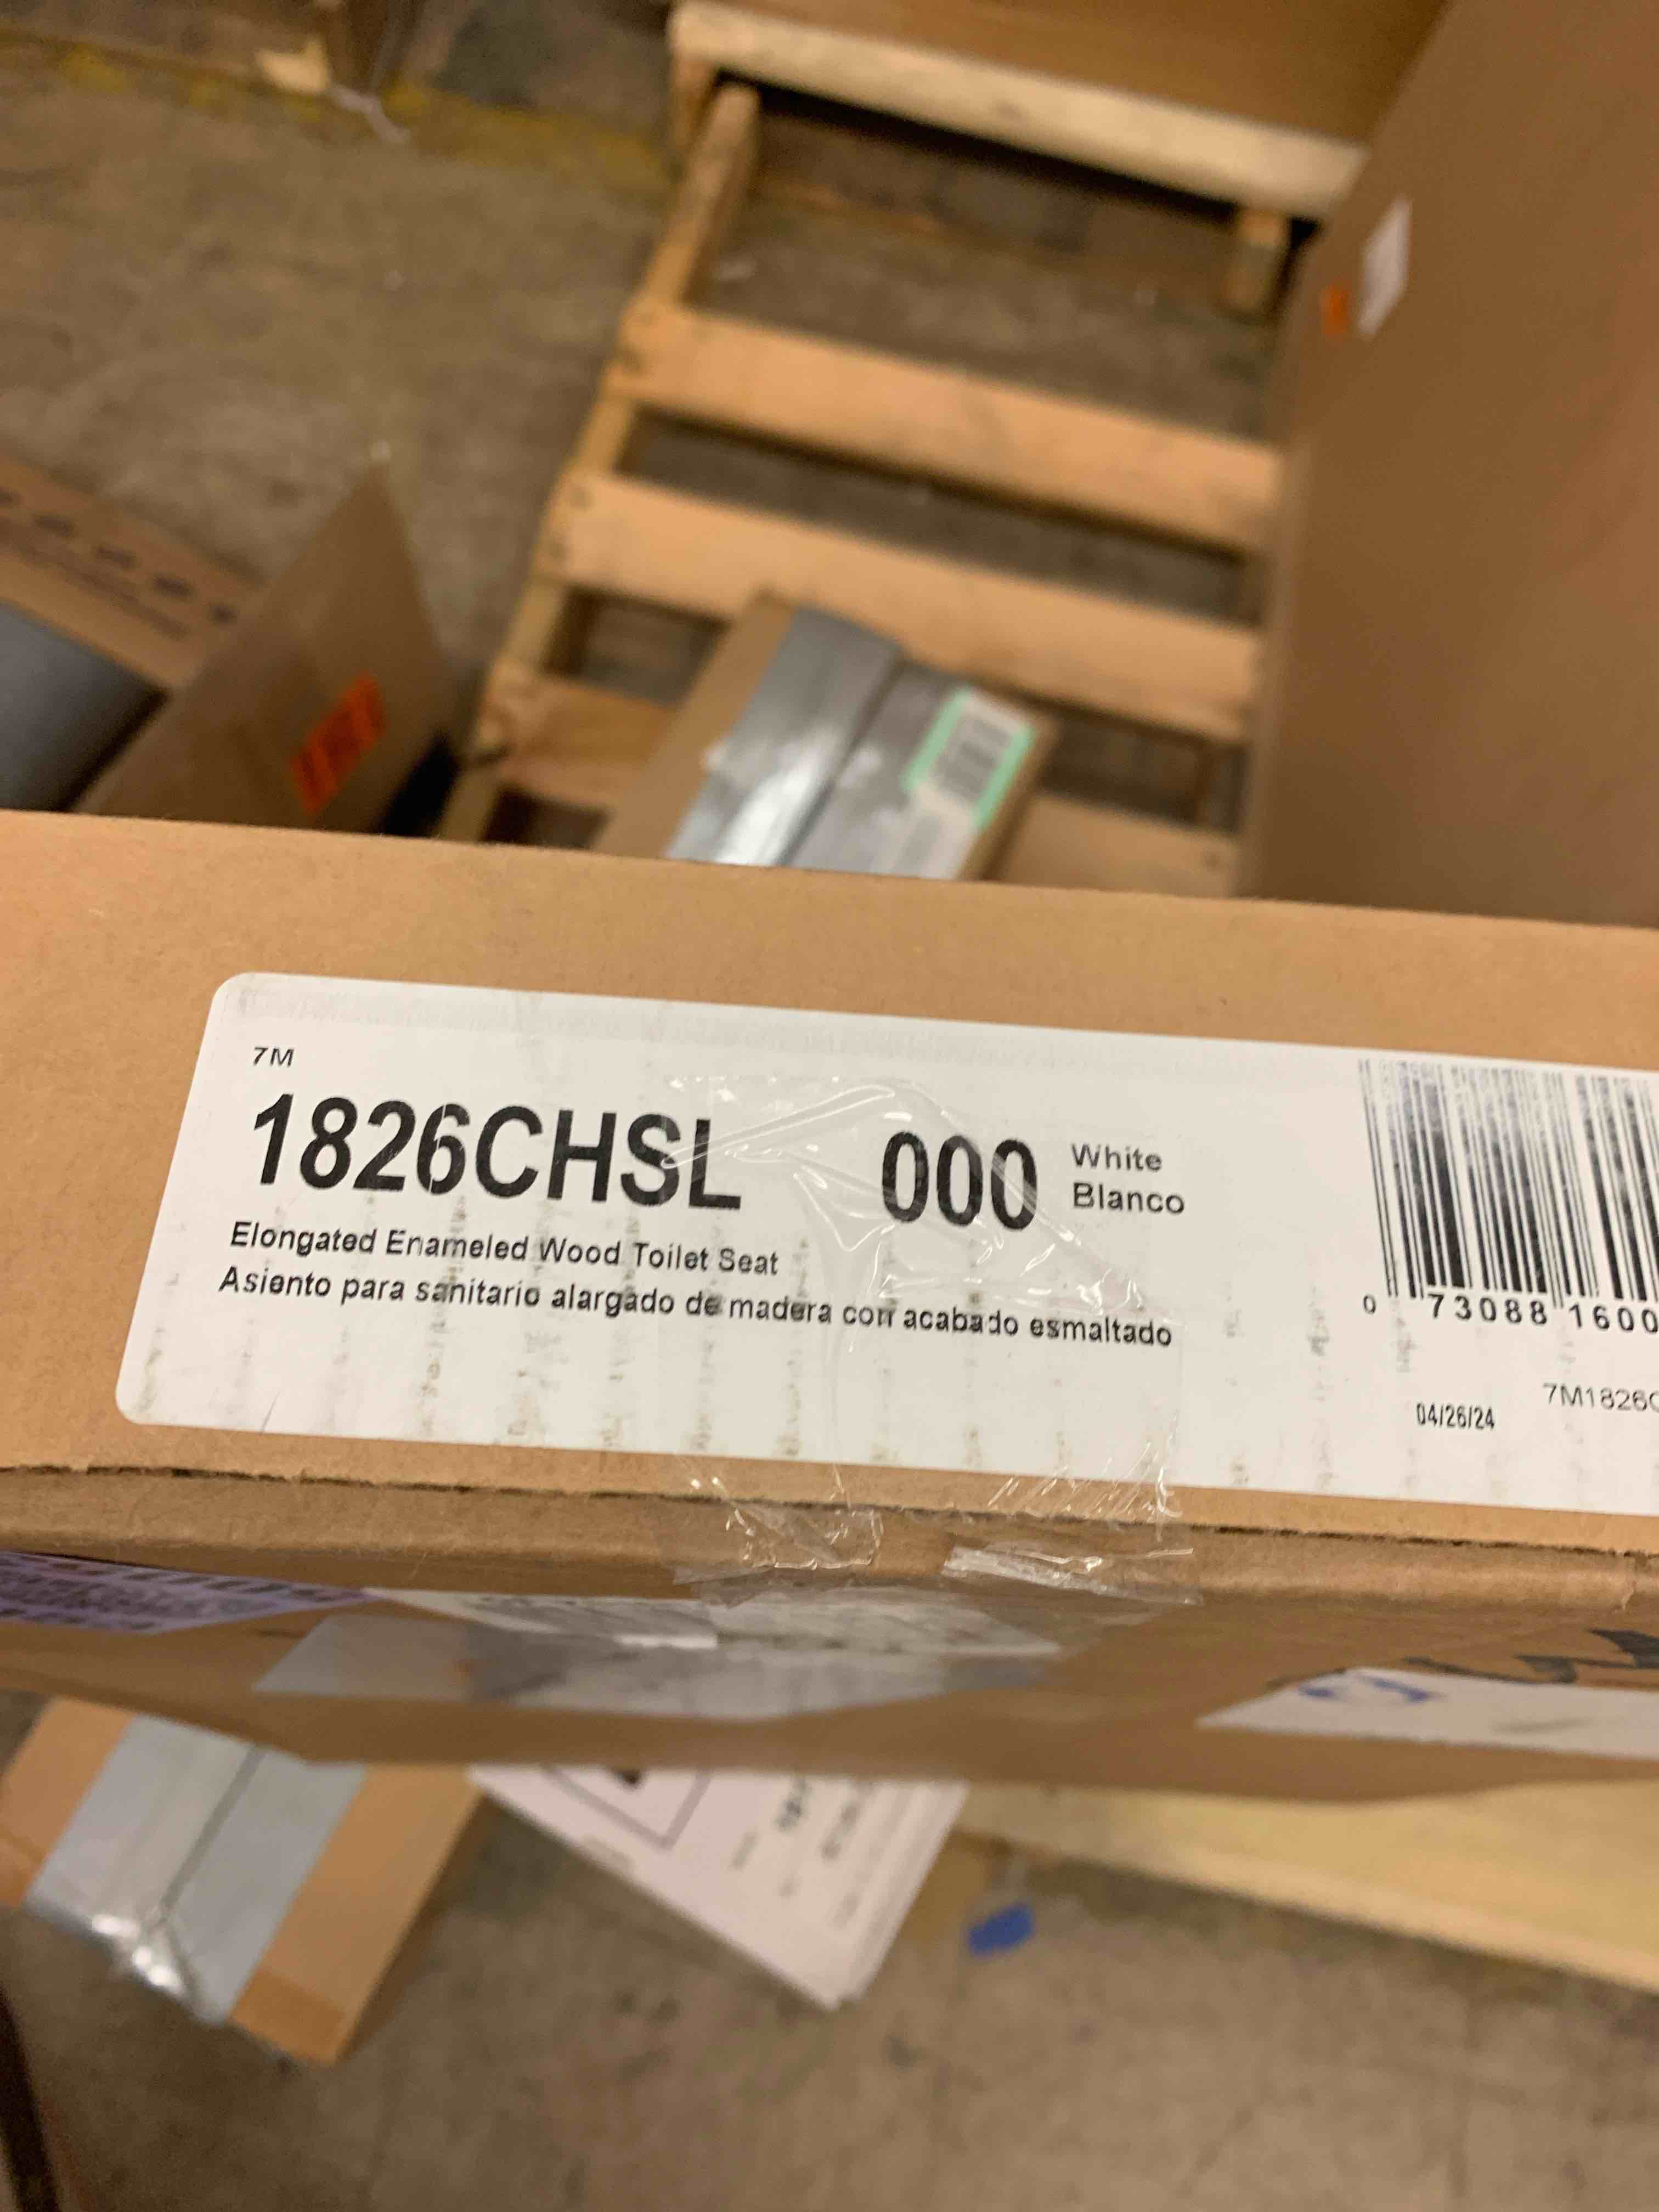 7M
1826CHSL 000 White
Blanco
Elongated Enameled Wood Toilet Seat
Asiento para sanitario alargado de madera con acabado esmaltado
0 73088 1600
04/26/24 7M1826C